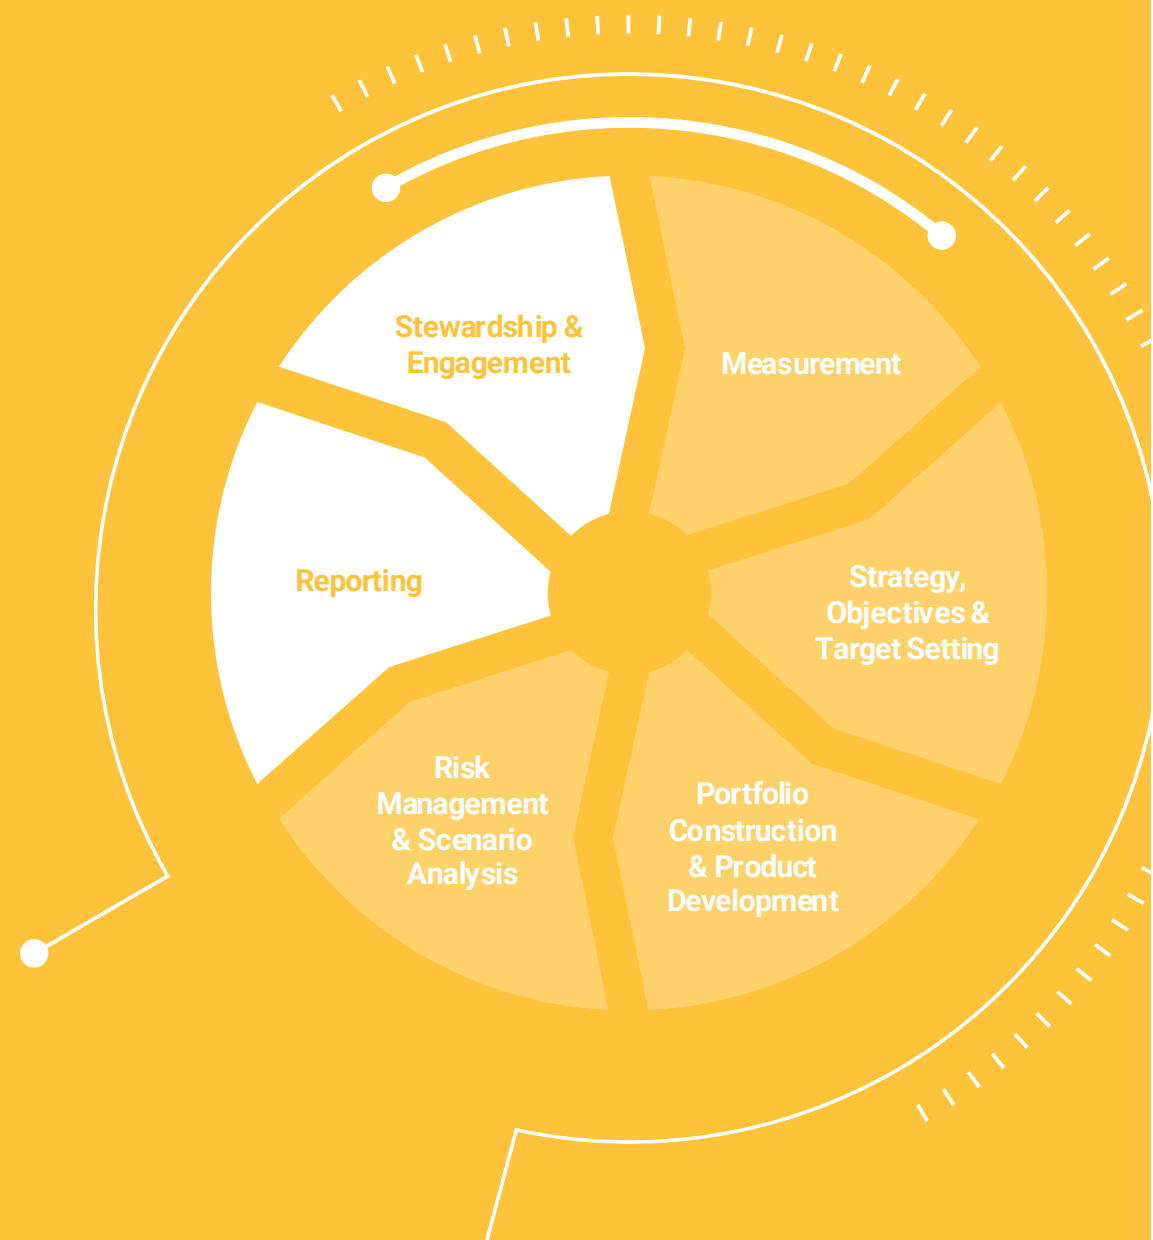 Stewardship &
Engagement
Measurement
Strategy,
Objectives &
Target Setting
Portfolio
Construction
& Product
Development
Risk
Management
& Scenario
Analysis
Reporting